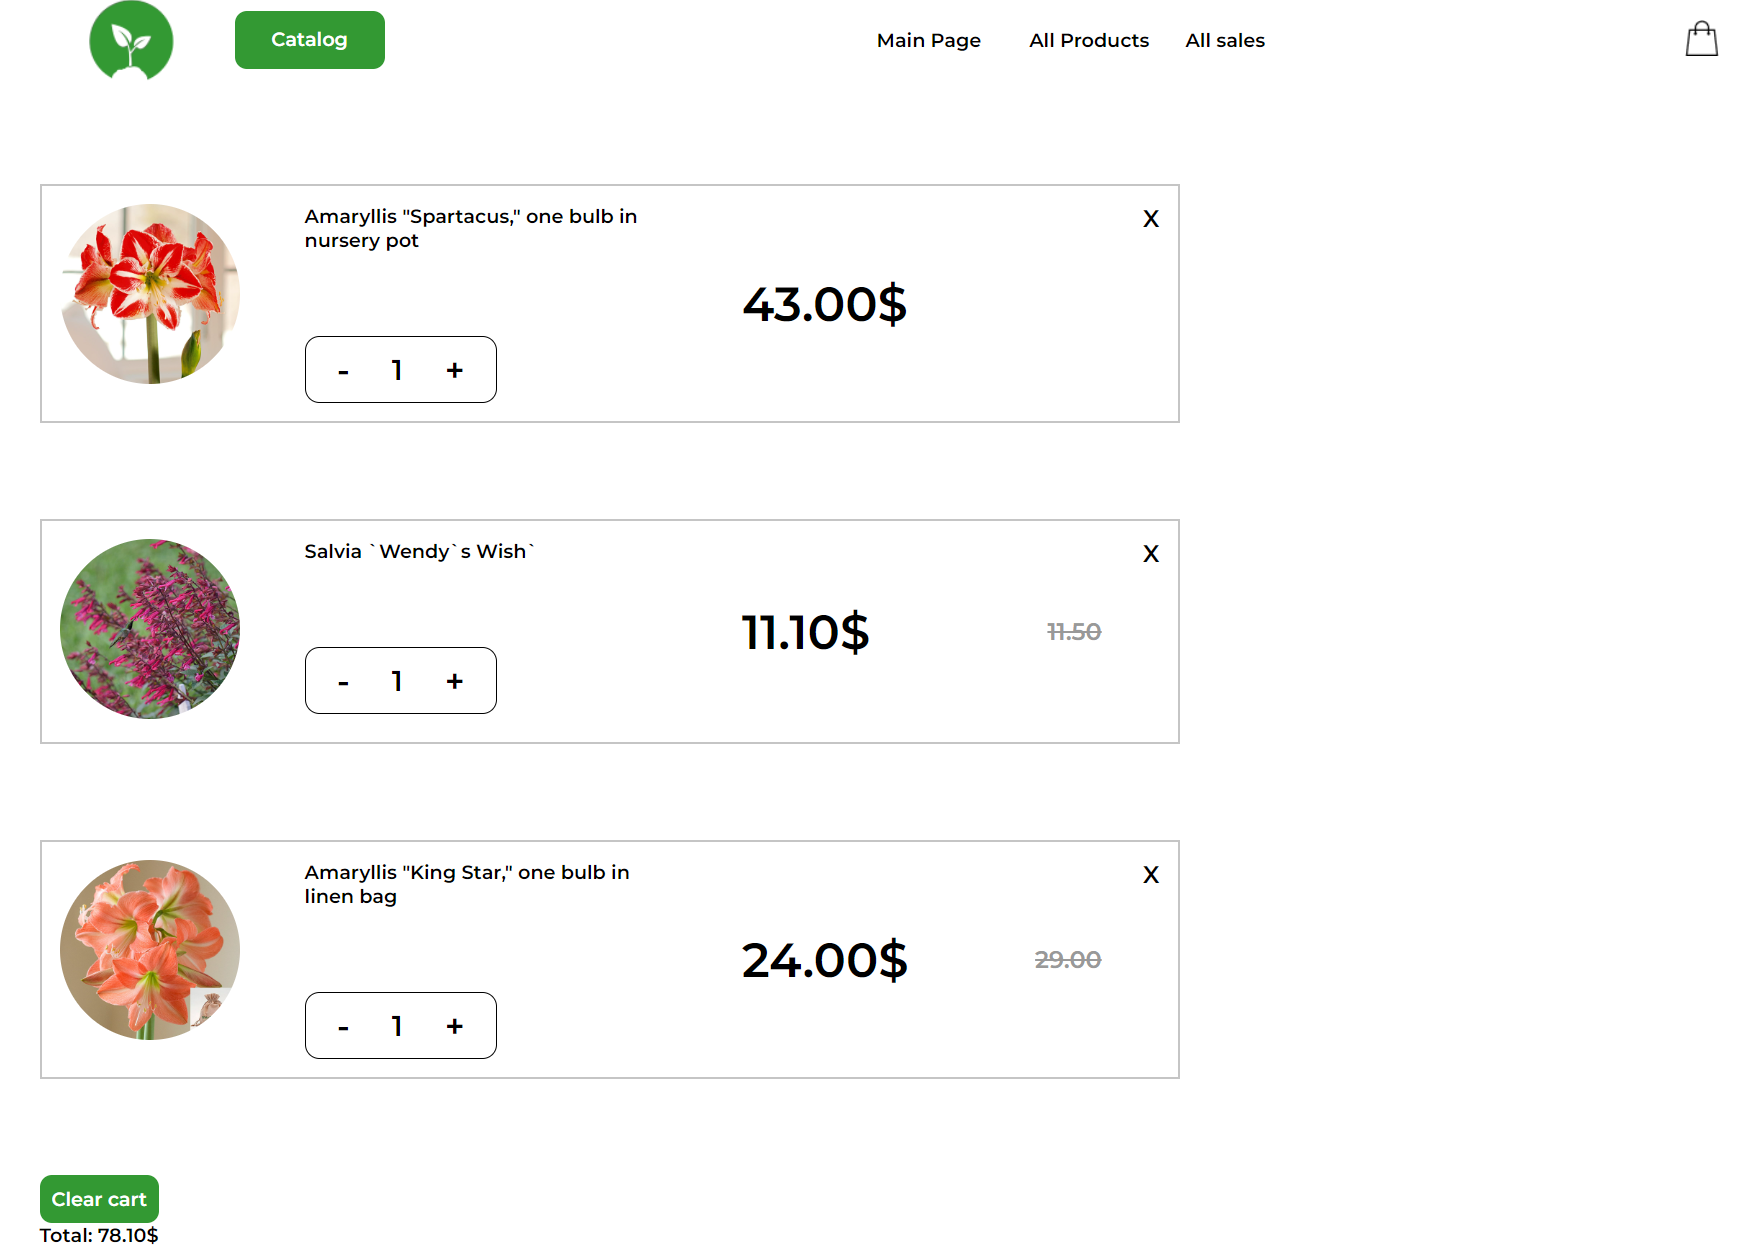 Catalog
Main Page
All Products
All sales
Amaryllis "Spartacus," one bulb in
nursery pot
X
43.00$
- 1 +
Salvia `Wendy`s Wish`
X
11.10$
11.50
- 1 +
Amaryllis "King Star," one bulb in
linen bag
X
24.00$
29.00
- 1 +
Clear cart
Total: 78.10$